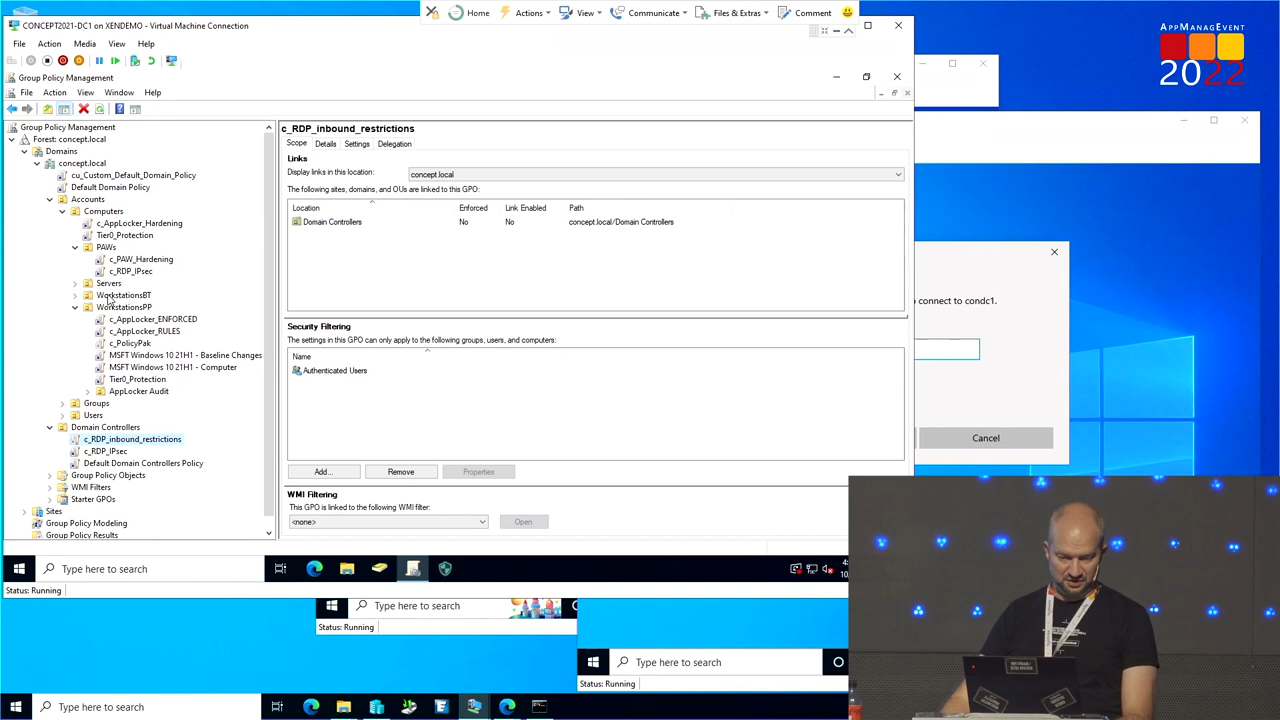 Home
Actions
View
Communicate
Files & Extras
Comment
CONCEPT2021-DC1 on XENDEMO - Virtual Machine Connection
APPMANAGEVENT
2022
File Action Media View Help
Group Policy Management
File Action View Window Help
Group Policy Management
Forest: concept.local
Domains
concept.local
cu_Custom_Default_Domain_Policy
Default Domain Policy
Accounts
Computers
c_AppLocker_Hardening
Tier0_Protection
PAWs
c_PAW_Hardening
c_RDP_IPsec
Servers
WorkstationsBT
WorkstationsPP
c_AppLocker_ENFORCED
c_AppLocker_RULES
c_PolicyPak
MSFT Windows 10 21H1 - Baseline Changes
MSFT Windows 10 21H1 - Computer
Tier0_Protection
AppLocker Audit
Groups
Users
Domain Controllers
c_RDP_inbound_restrictions
c_RDP_IPsec
Default Domain Controllers Policy
Group Policy Objects
WMI Filters
Starter GPOs
Sites
Group Policy Modeling
Group Policy Results
c_RDP_inbound_restrictions
Scope Details Settings Delegation
Links
Display links in this location: concept.local
The following sites, domains, and OUs are linked to this GPO:
Location Enforced Link Enabled Path
Domain Controllers No No concept.local/Domain Controllers
Security Filtering
The settings in this GPO can only apply to the following groups, users, and computers:
Name
Authenticated Users
Add... Remove Properties
WMI Filtering
This GPO is linked to the following WMI filter:
<none> Open
to connect to condc1.
Cancel
Type here to search
Status: Running
Type here to search
Status: Running
Type here to search
Status: Running
Type here to search